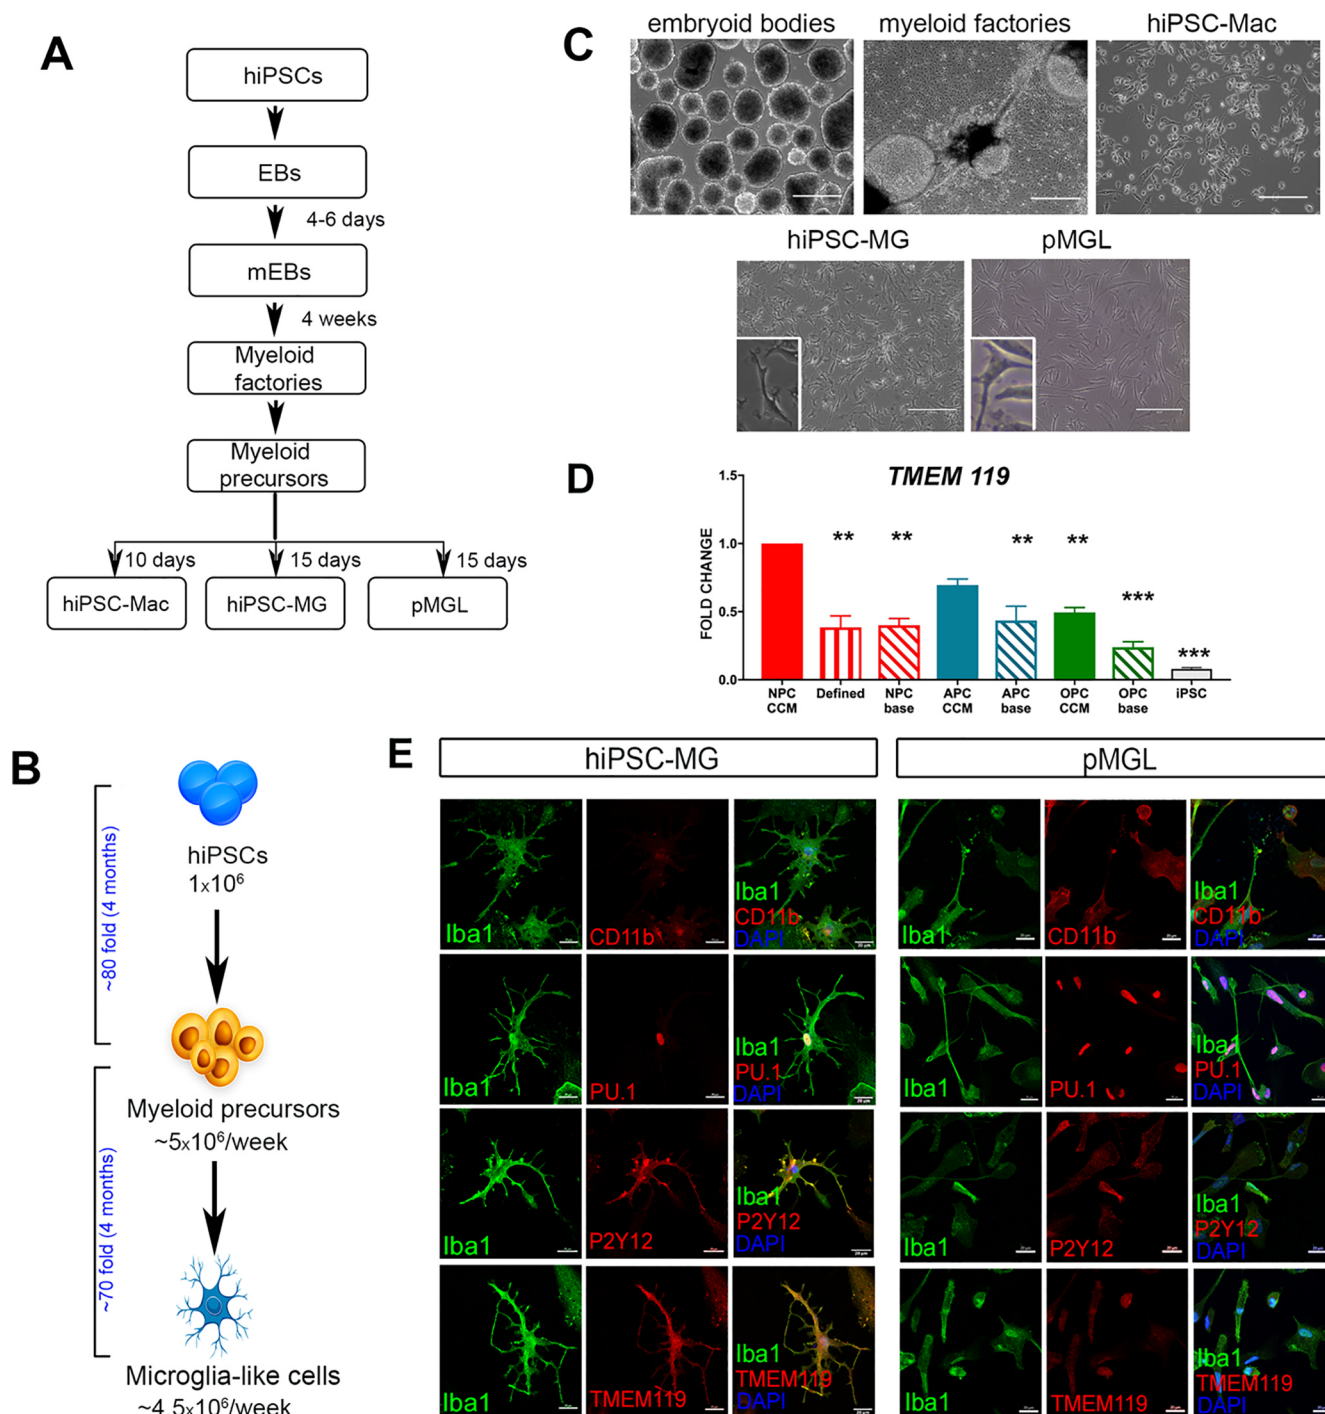 A
hiPSCs
EBs
4-6 days
mEBs
4 weeks
Myeloid
factories
Myeloid
precursors
10 days
15 days
15 days
hiPSC-Mac
hiPSC-MG
pMGL
B
~80 fold (4 months)
hiPSCs
1x10⁶
Myeloid precursors
~5x10⁶/week
~70 fold (4 months)
Microglia-like cells
~4.5x10⁶/week
C
embryoid bodies
myeloid factories
hiPSC-Mac
hiPSC-MG
pMGL
D
TMEM 119
FOLD CHANGE
1.5
1.0
0.5
0.0
**
**
**
**
***
***
NPC
CCM
Defined
NPC
base
APC
CCM
APC
base
OPC
CCM
OPC
base
iPSC
E
hiPSC-MG
pMGL
Iba1
CD11b
Iba1
CD11b
DAPI
Iba1
CD11b
Iba1
CD11b
DAPI
Iba1
PU.1
Iba1
PU.1
DAPI
Iba1
PU.1
Iba1
PU.1
DAPI
Iba1
P2Y12
Iba1
P2Y12
DAPI
Iba1
P2Y12
Iba1
P2Y12
DAPI
Iba1
TMEM119
Iba1
TMEM119
DAPI
Iba1
TMEM119
Iba1
TMEM119
DAPI